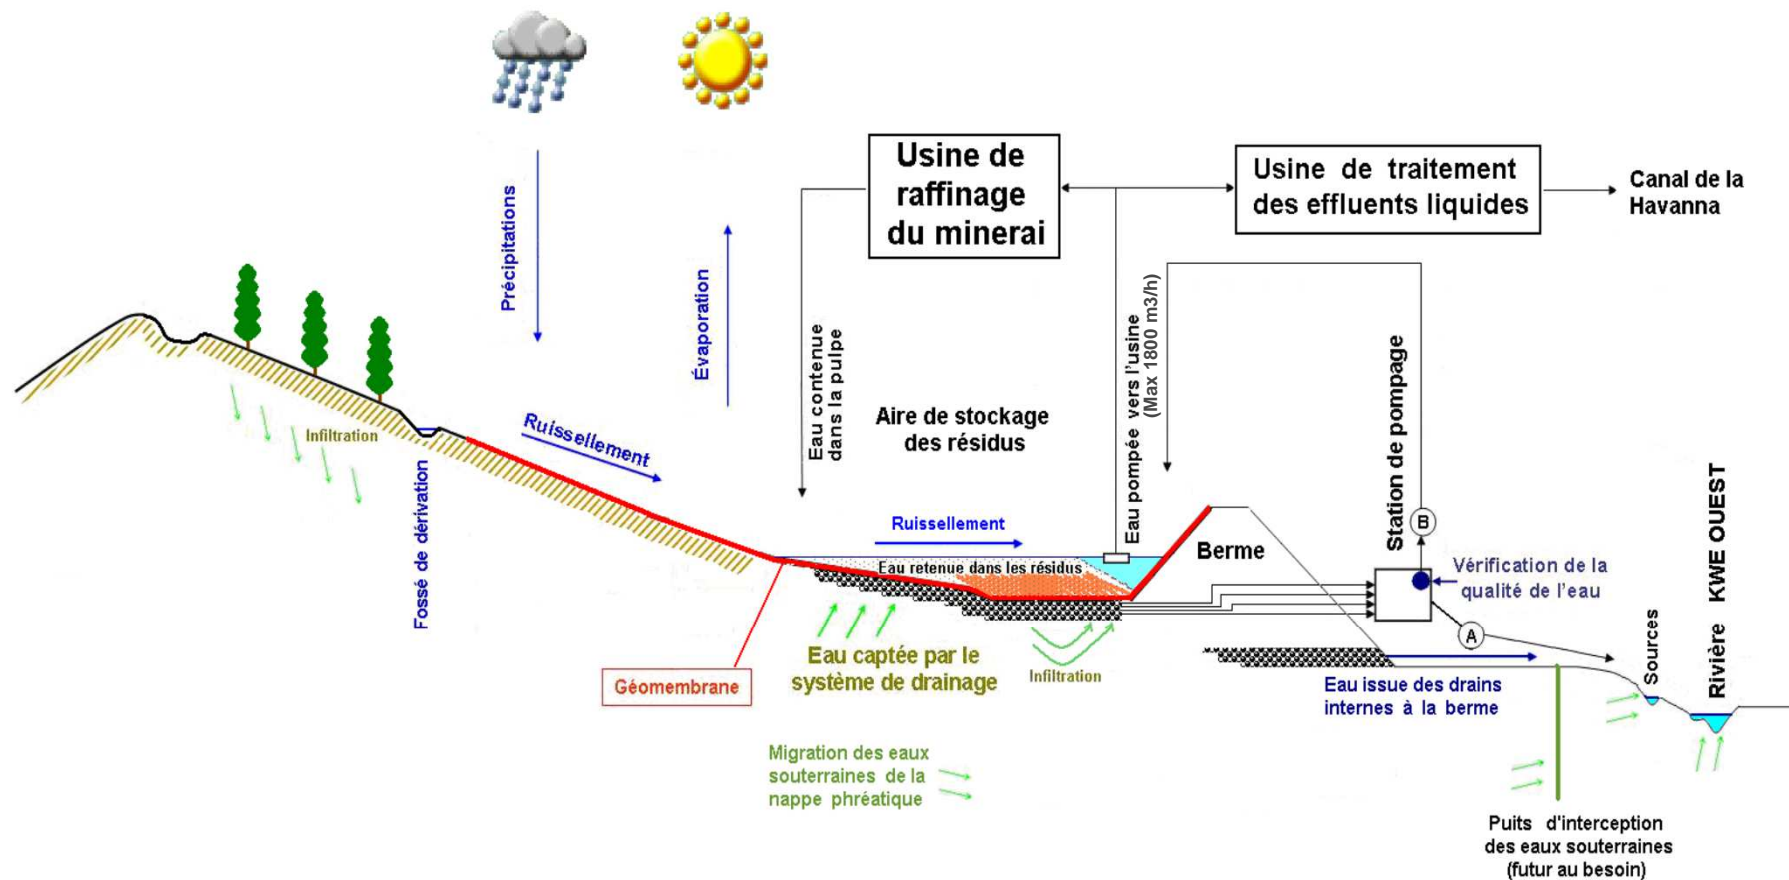 Précipitations
Évaporation
Usine de
raffinage
du minerai
Usine de traitement
des effluents liquides
Canal de la
Havanna
Eau contenue
dans la pulpe
Aire de stockage
des résidus
Eau pompée vers l'usine
(Max 1800 m3/h)
Station de pompage
Infiltration
Fossé de dérivation
Ruissellement
Ruissellement
Eau retenue dans les résidus
Berme
B
Vérification de la
qualité de l'eau
A
Sources
Rivière KWE OUEST
Géomembrane
Eau captée par le
système de drainage
Infiltration
Eau issue des drains
internes à la berme
Migration des eaux
souterraines de la
nappe phréatique
Puits d'interception
des eaux souterraines
(futur au besoin)